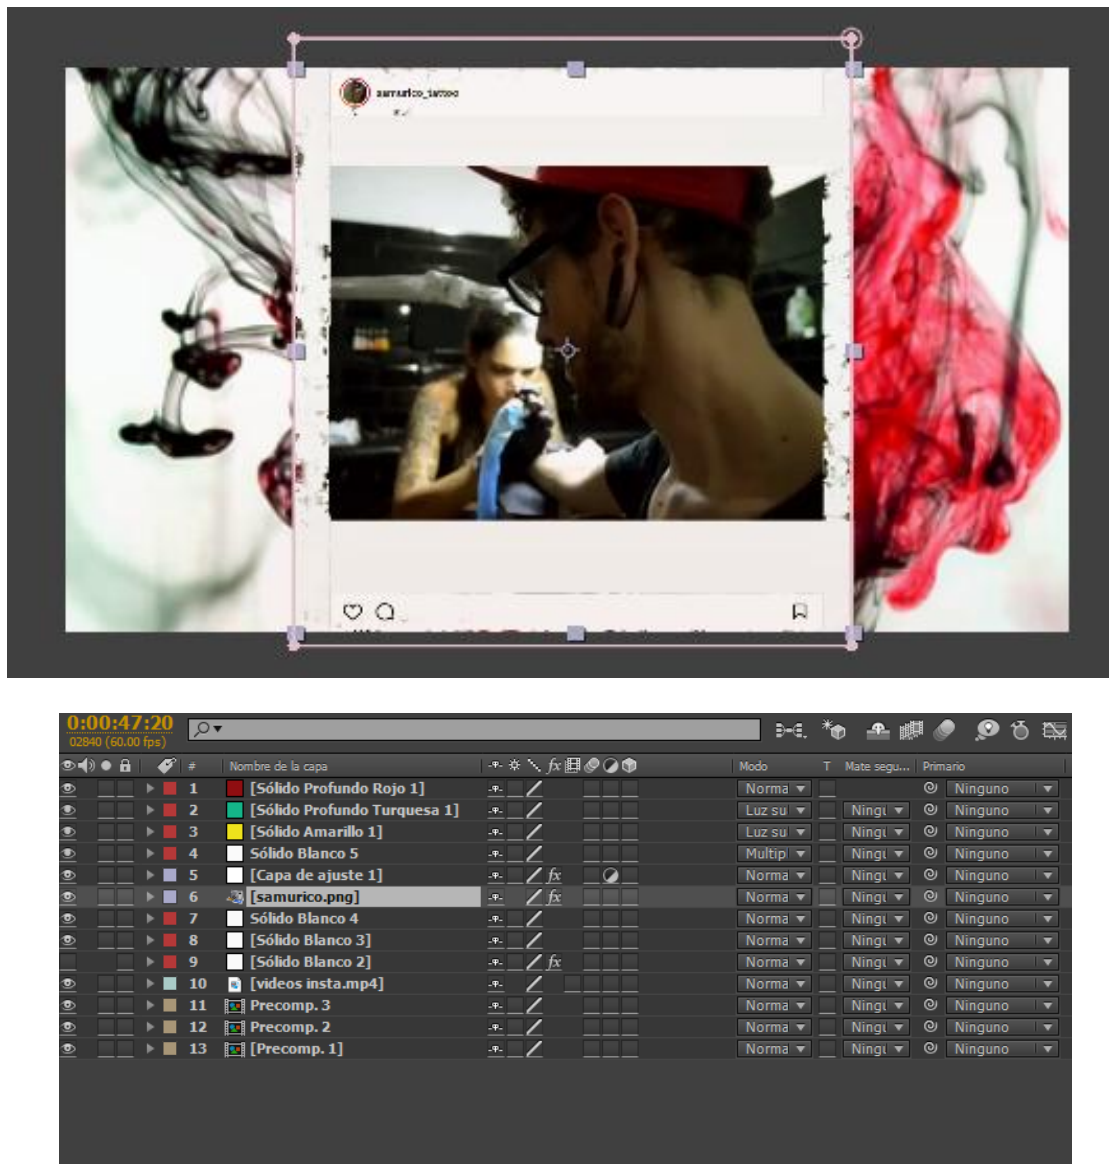 samurico_tattoo
0:00:47:20
02840 (60.00 fps)
# Nombre de la capa fx Modo T Mate segu... Primario
1 [Sólido Profundo Rojo 1] Norma Ninguno
2 [Sólido Profundo Turquesa 1] Luz su Ningu Ninguno
3 [Sólido Amarillo 1] Luz su Ningu Ninguno
4 Sólido Blanco 5 Multip Ningu Ninguno
5 [Capa de ajuste 1] fx Norma Ningu Ninguno
6 [samurico.png] fx Norma Ningu Ninguno
7 Sólido Blanco 4 Norma Ningu Ninguno
8 [Sólido Blanco 3] Norma Ningu Ninguno
9 [Sólido Blanco 2] fx Norma Ningu Ninguno
10 [videos insta.mp4] Norma Ningu Ninguno
11 Precomp. 3 Norma Ningu Ninguno
12 Precomp. 2 Norma Ningu Ninguno
13 [Precomp. 1] Norma Ningu Ninguno